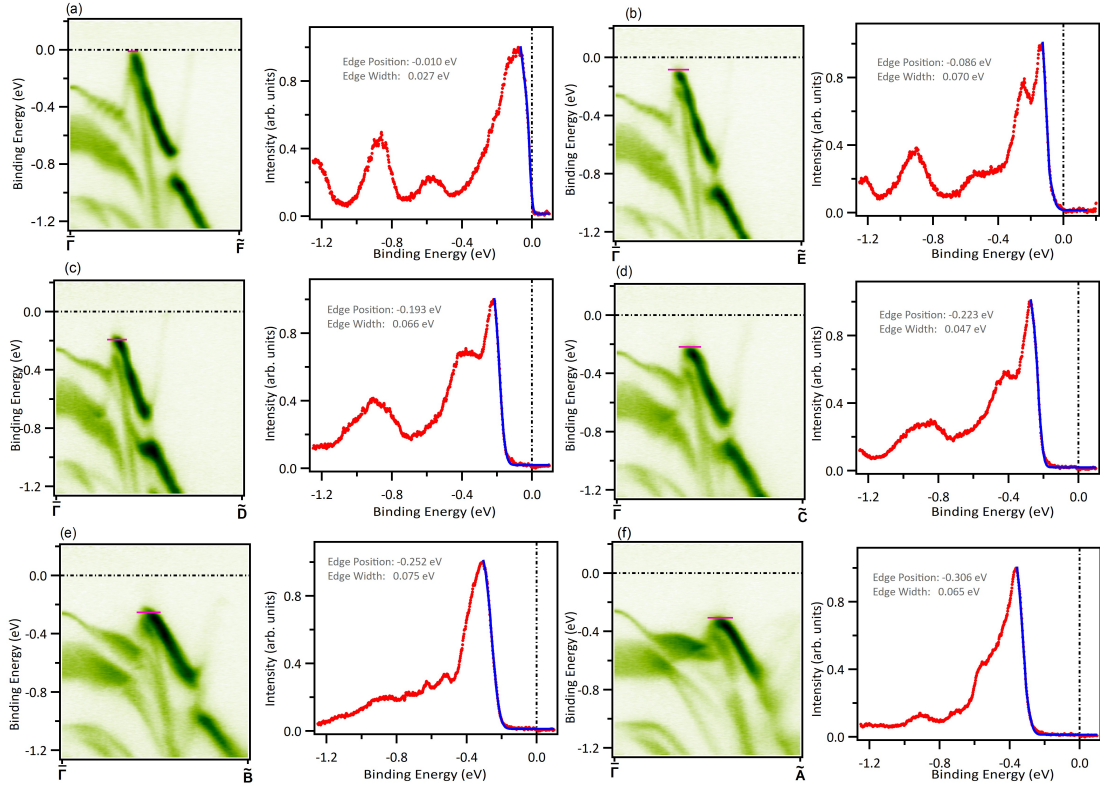 (a)
0.0
-0.4
-0.8
-1.2
Binding Energy (eV)
Γ̿
F̃
Edge Position: -0.010 eV
Edge Width: 0.027 eV
0.8
0.4
0.0
Intensity (arb. units)
-1.2 -0.8 -0.4 0.0
Binding Energy (eV)
(b)
0.0
-0.4
-0.8
-1.2
Binding Energy (eV)
Γ̿
Ẽ
Edge Position: -0.086 eV
Edge Width: 0.070 eV
0.8
0.4
0.0
Intensity (arb. units)
-1.2 -0.8 -0.4 0.0
Binding Energy (eV)
(c)
0.0
-0.4
-0.8
-1.2
Binding Energy (eV)
Γ̿
D̃
Edge Position: -0.193 eV
Edge Width: 0.066 eV
0.8
0.4
0.0
Intensity (arb. units)
-1.2 -0.8 -0.4 0.0
Binding Energy (eV)
(d)
0.0
-0.4
-0.8
-1.2
Binding Energy (eV)
Γ̿
C̃
Edge Position: -0.223 eV
Edge Width: 0.047 eV
0.8
0.4
0.0
Intensity (arb. units)
-1.2 -0.8 -0.4 0.0
Binding Energy (eV)
(e)
0.0
-0.4
-0.8
-1.2
Binding Energy (eV)
Γ̿
B̃
Edge Position: -0.252 eV
Edge Width: 0.075 eV
0.8
0.4
0.0
Intensity (arb. units)
-1.2 -0.8 -0.4 0.0
Binding Energy (eV)
(f)
0.0
-0.4
-0.8
-1.2
Binding Energy (eV)
Γ̿
Ã
Edge Position: -0.306 eV
Edge Width: 0.065 eV
0.8
0.4
0.0
Intensity (arb. units)
-1.2 -0.8 -0.4 0.0
Binding Energy (eV)